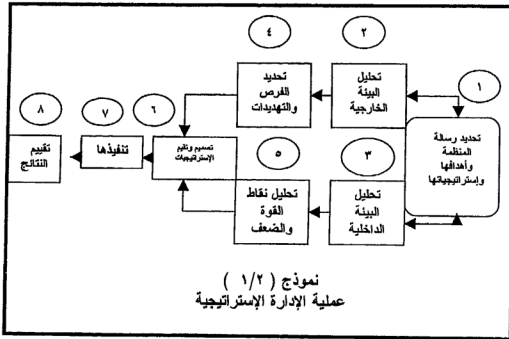 ١
تحديد رسالة
المنظمة
وأهدافها
وإستراتيجياتها
٢
تحليل
البيئة
الخارجية
٣
تحليل
البيئة
الداخلية
٤
تحديد
الفرص
والتهديدات
٥
تحليل نقاط
القوة
والضعف
٦
تصميم وتقيم
الإستراتيجيات
٧
تنفيذها
٨
تقييم
النتائج
نموذج ( ١/٢ )
عملية الإدارة الإستراتيجية